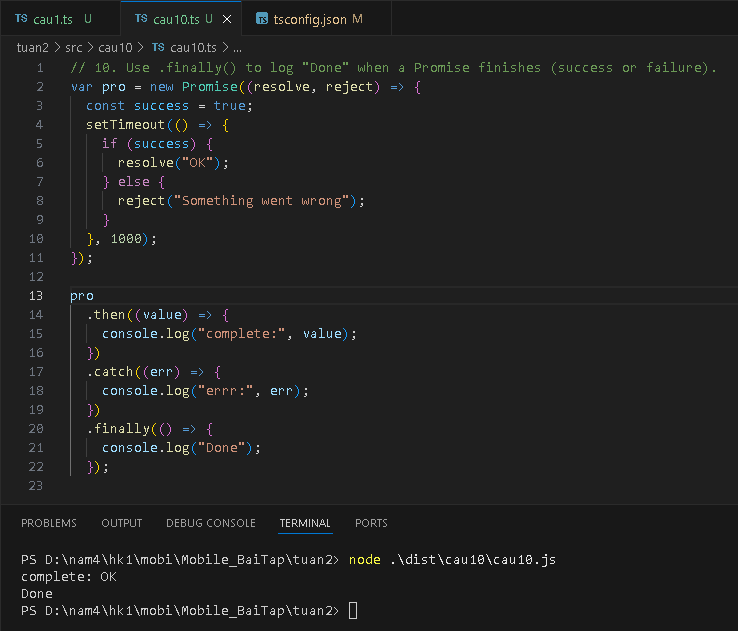 TS cau1.ts U TS cau10.ts U × TS tsconfig.json M
tuan2 > src > cau10 > TS cau10.ts > ...
1 // 10. Use .finally() to log "Done" when a Promise finishes (success or failure).
2 var pro = new Promise((resolve, reject) => {
3   const success = true;
4   setTimeout(() => {
5     if (success) {
6       resolve("OK");
7     } else {
8       reject("Something went wrong");
9     }
10   }, 1000);
11 });
12
13 pro
14   .then((value) => {
15     console.log("complete:", value);
16   })
17   .catch((err) => {
18     console.log("errr:", err);
19   })
20   .finally(() => {
21     console.log("Done");
22   });
23
PROBLEMS OUTPUT DEBUG CONSOLE TERMINAL PORTS
PS D:\nam4\hk1\mobi\Mobile_BaiTap\tuan2> node .\dist\cau10\cau10.js
complete: OK
Done
PS D:\nam4\hk1\mobi\Mobile_BaiTap\tuan2>